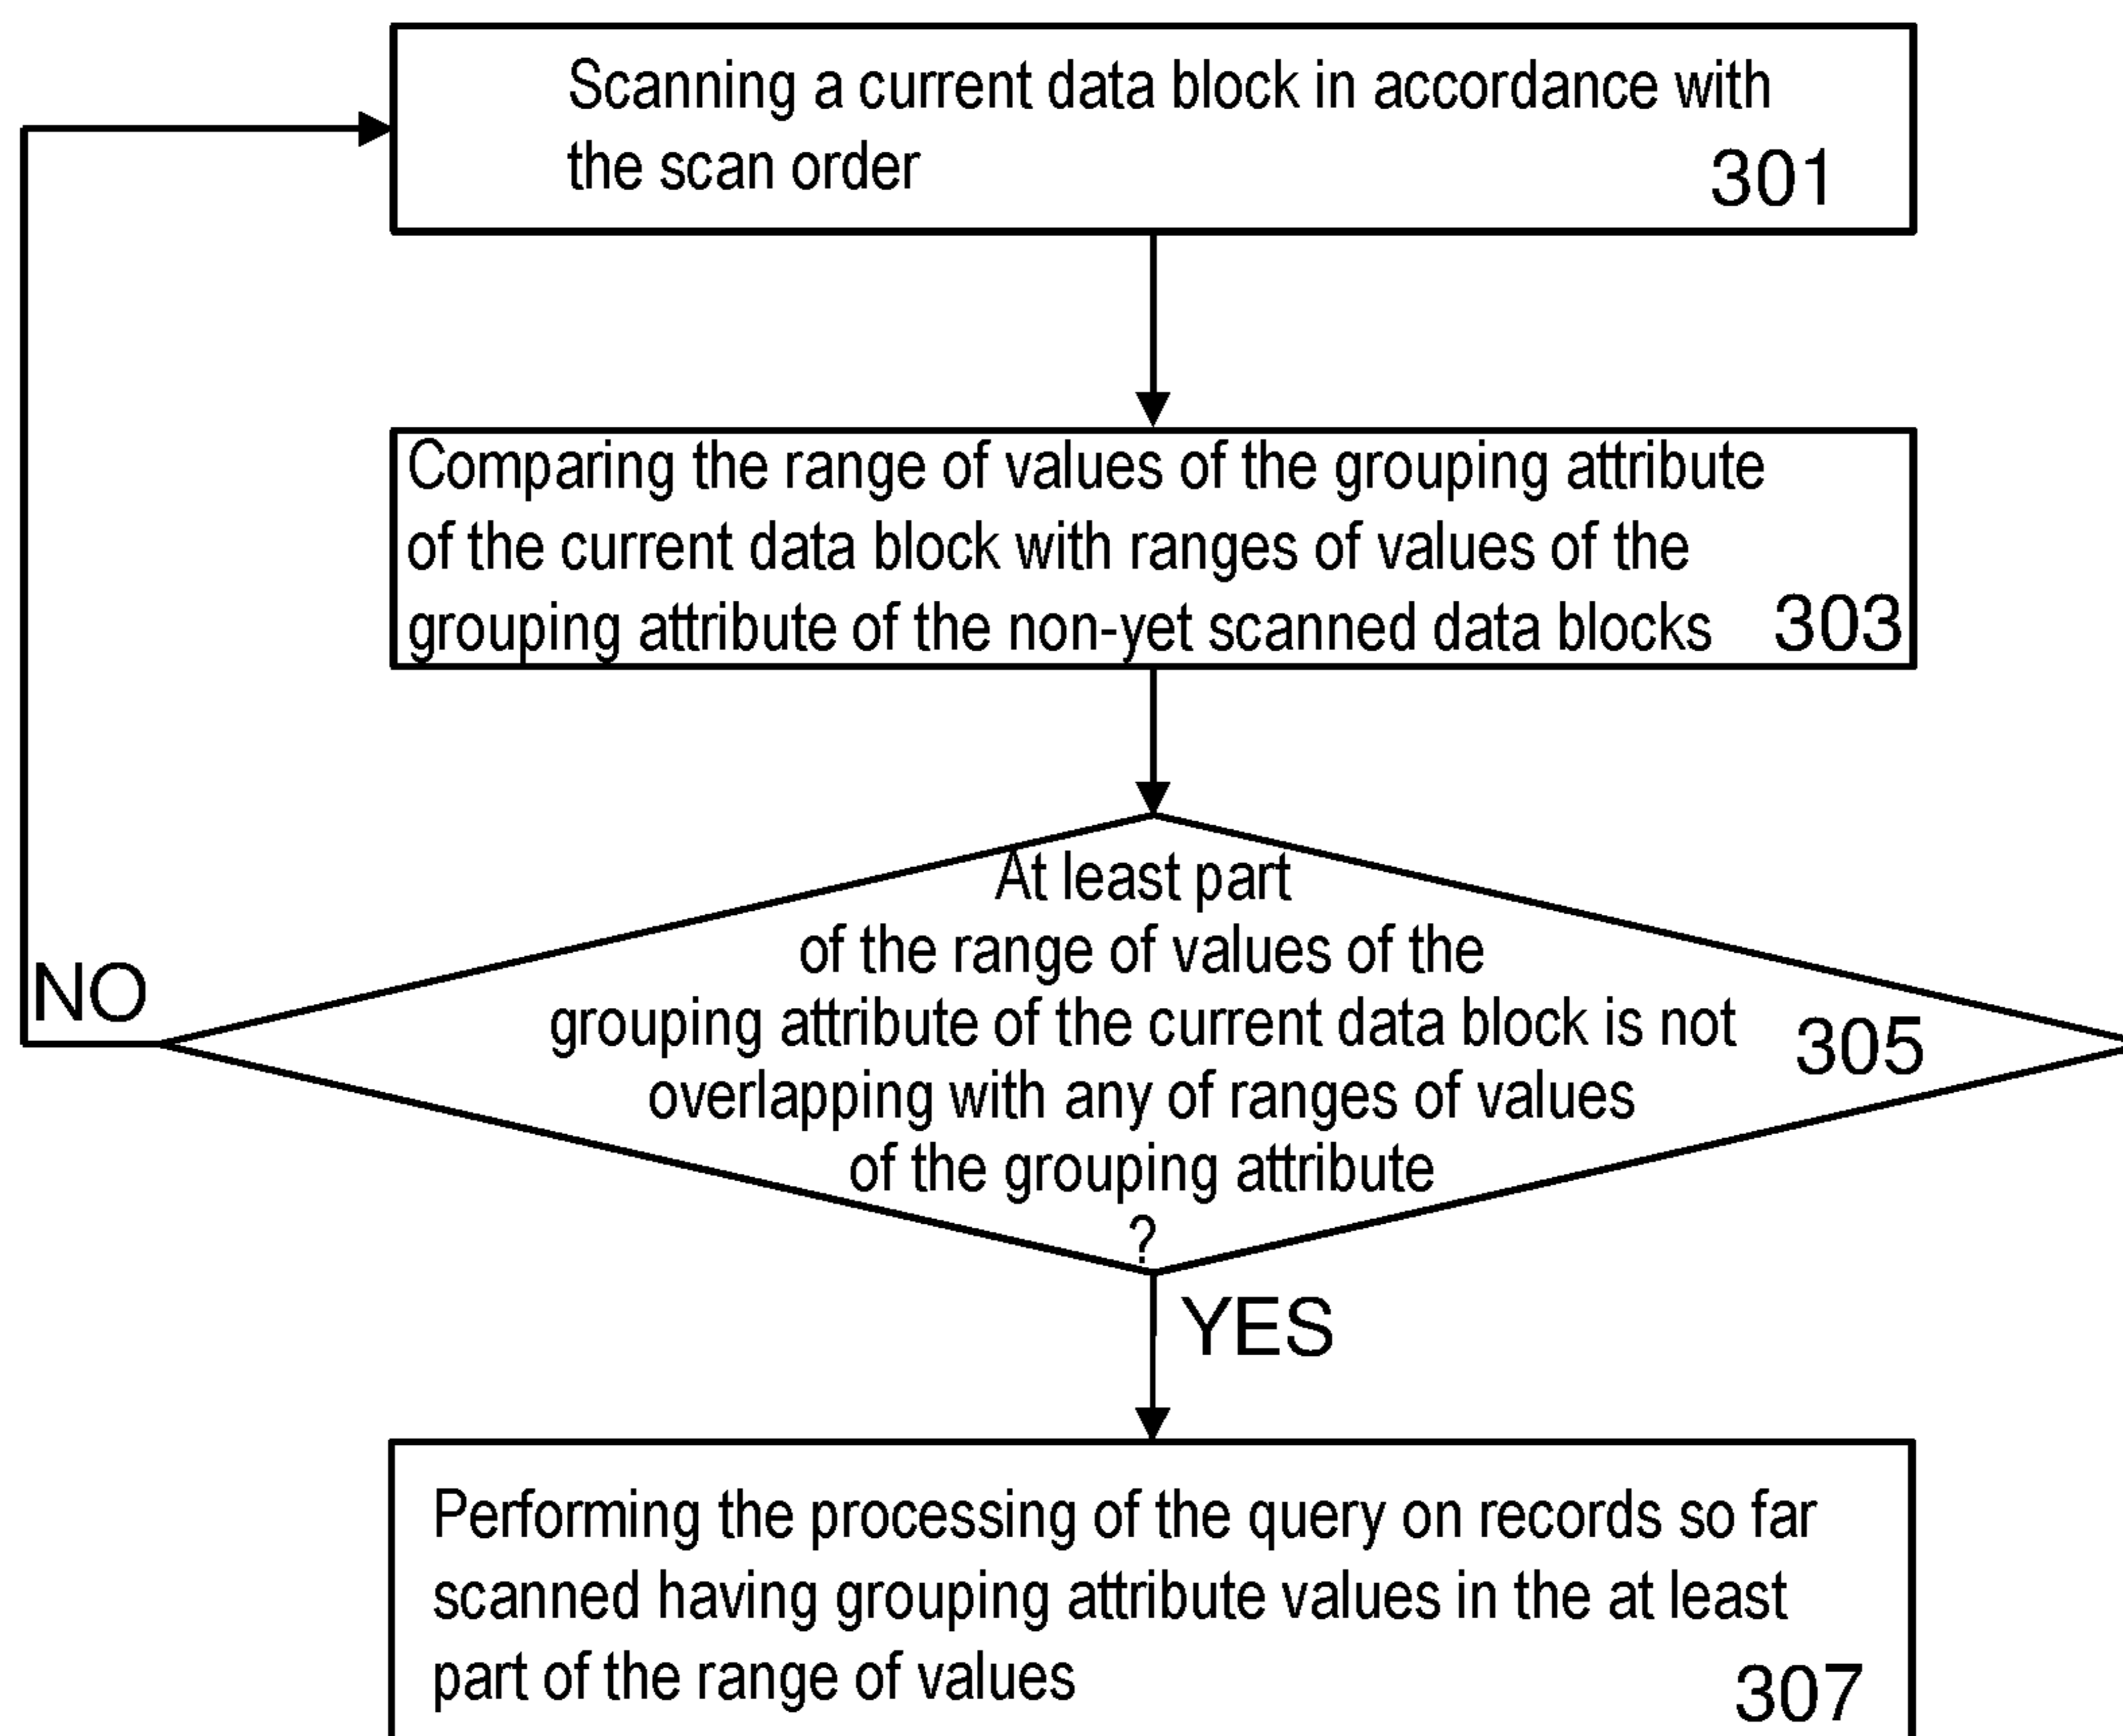 Scanning a current data block in accordance with
the scan order
301
Comparing the range of values of the grouping attribute
of the current data block with ranges of values of the
grouping attribute of the non-yet scanned data blocks 303
At least part
of the range of values of the
grouping attribute of the current data block is not 305
overlapping with any of ranges of values
of the grouping attribute
?
NO
YES
Performing the processing of the query on records so far
scanned having grouping attribute values in the at least
part of the range of values
307